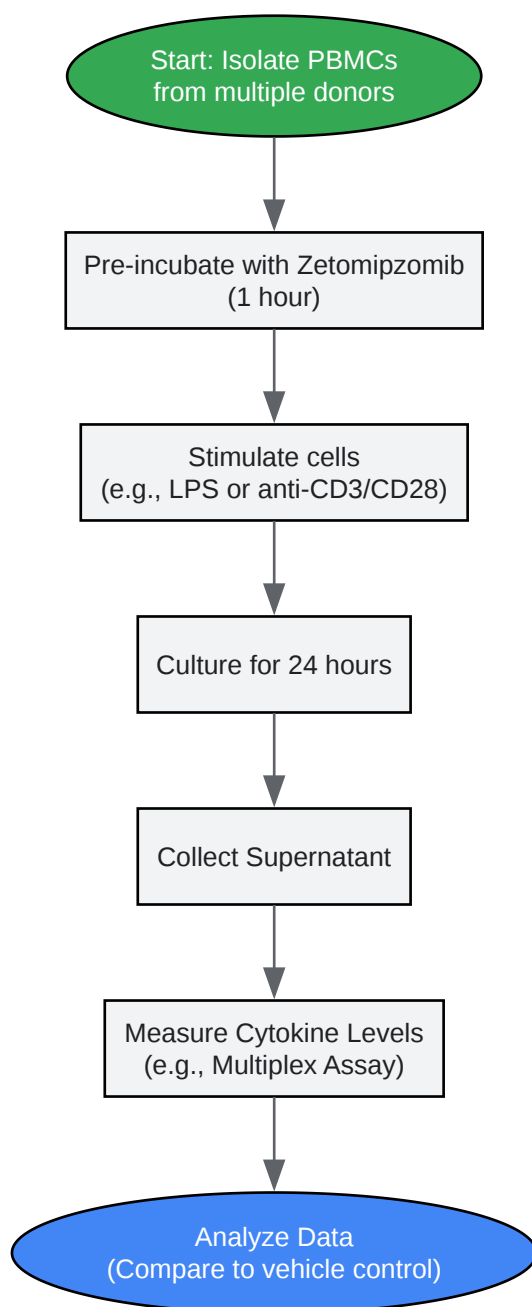 Start: Isolate PBMCs
from multiple donors
Pre-incubate with Zetomipzomib
(1 hour)
Stimulate cells
(e.g., LPS or anti-CD3/CD28)
Culture for 24 hours
Collect Supernatant
Measure Cytokine Levels
(e.g., Multiplex Assay)
Analyze Data
(Compare to vehicle control)